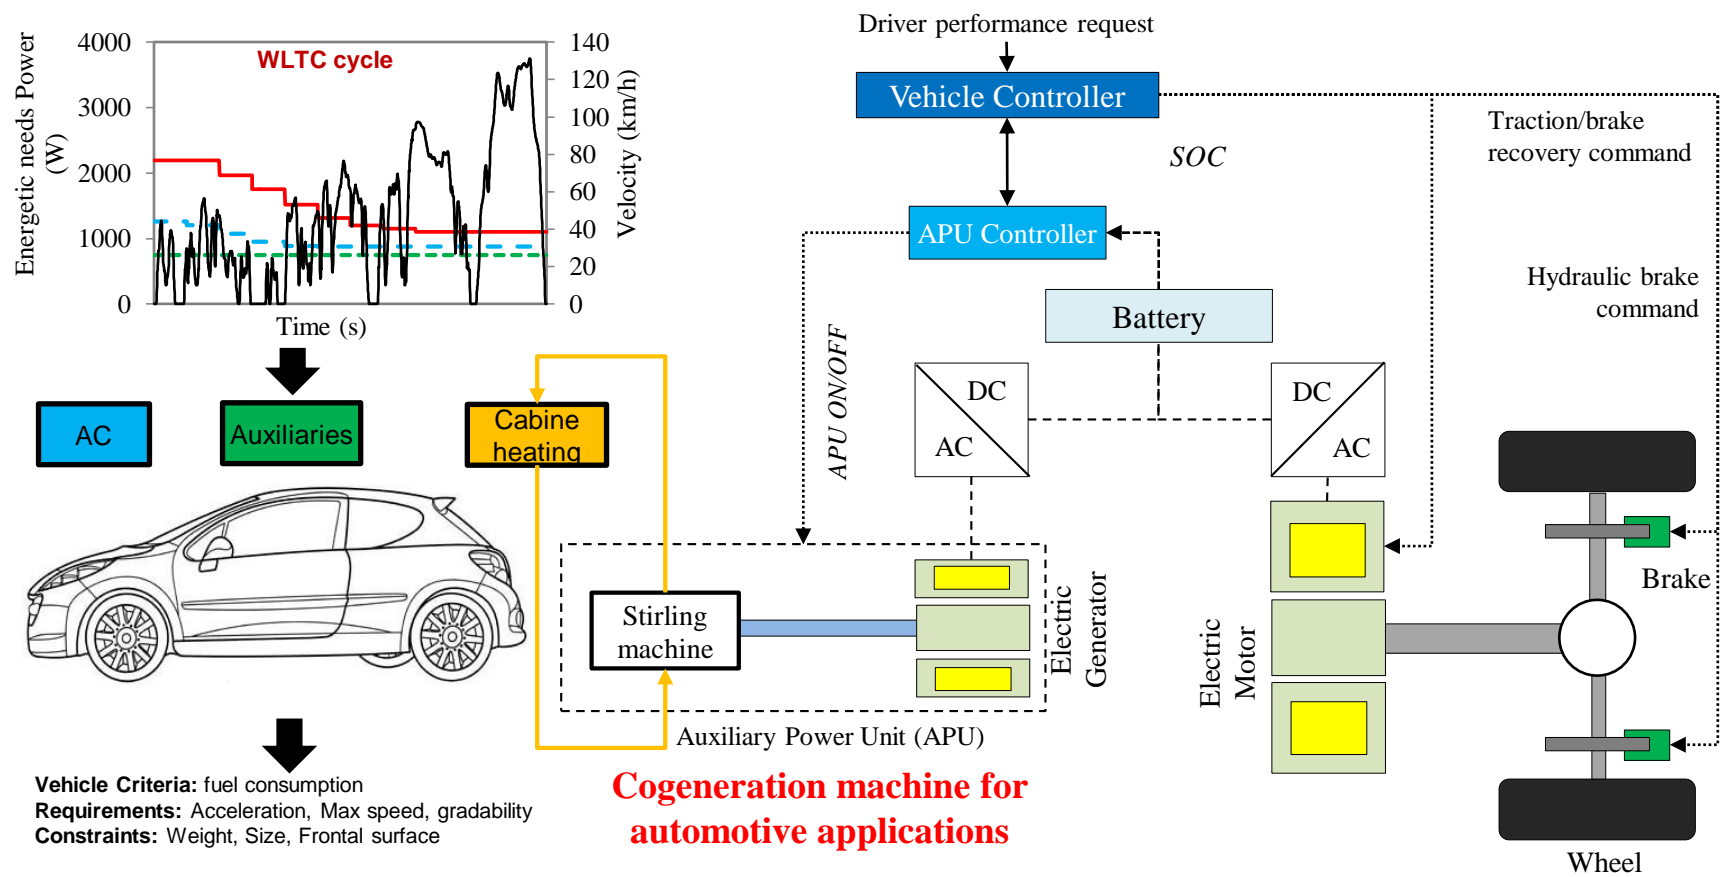 Driver performance request
Vehicle Controller
SOC
Traction/brake
recovery command
APU Controller
Hydraulic brake
command
Battery
APU ON/OFF
DC
AC
DC
AC
Energetic needs Power
(W)
4000
3000
2000
1000
0
WLTC cycle
140
120
100
80
60
40
20
0
Velocity (km/h)
Time (s)
AC
Auxiliaries
Cabine
heating
Stirling
machine
Electric
Generator
Auxiliary Power Unit (APU)
Electric
Motor
Brake
Wheel
Vehicle Criteria: fuel consumption
Requirements: Acceleration, Max speed, gradability
Constraints: Weight, Size, Frontal surface
Cogeneration machine for
automotive applications